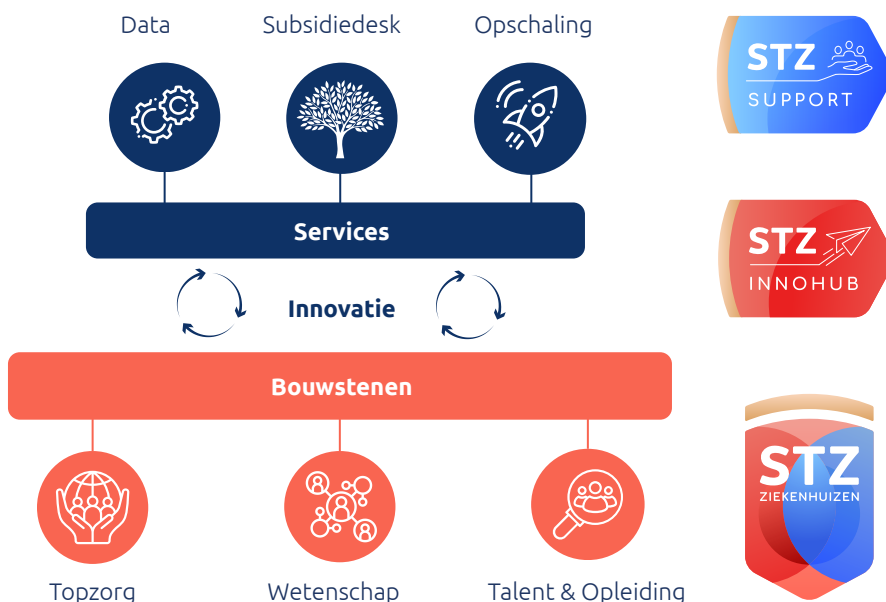 Data
Subsidiedesk
Opschaling
Services
Innovatie
Bouwstenen
Topzorg
Wetenschap
Talent & Opleiding
STZ
SUPPORT
STZ
INNOHUB
STZ
ZIEKENHUIZEN